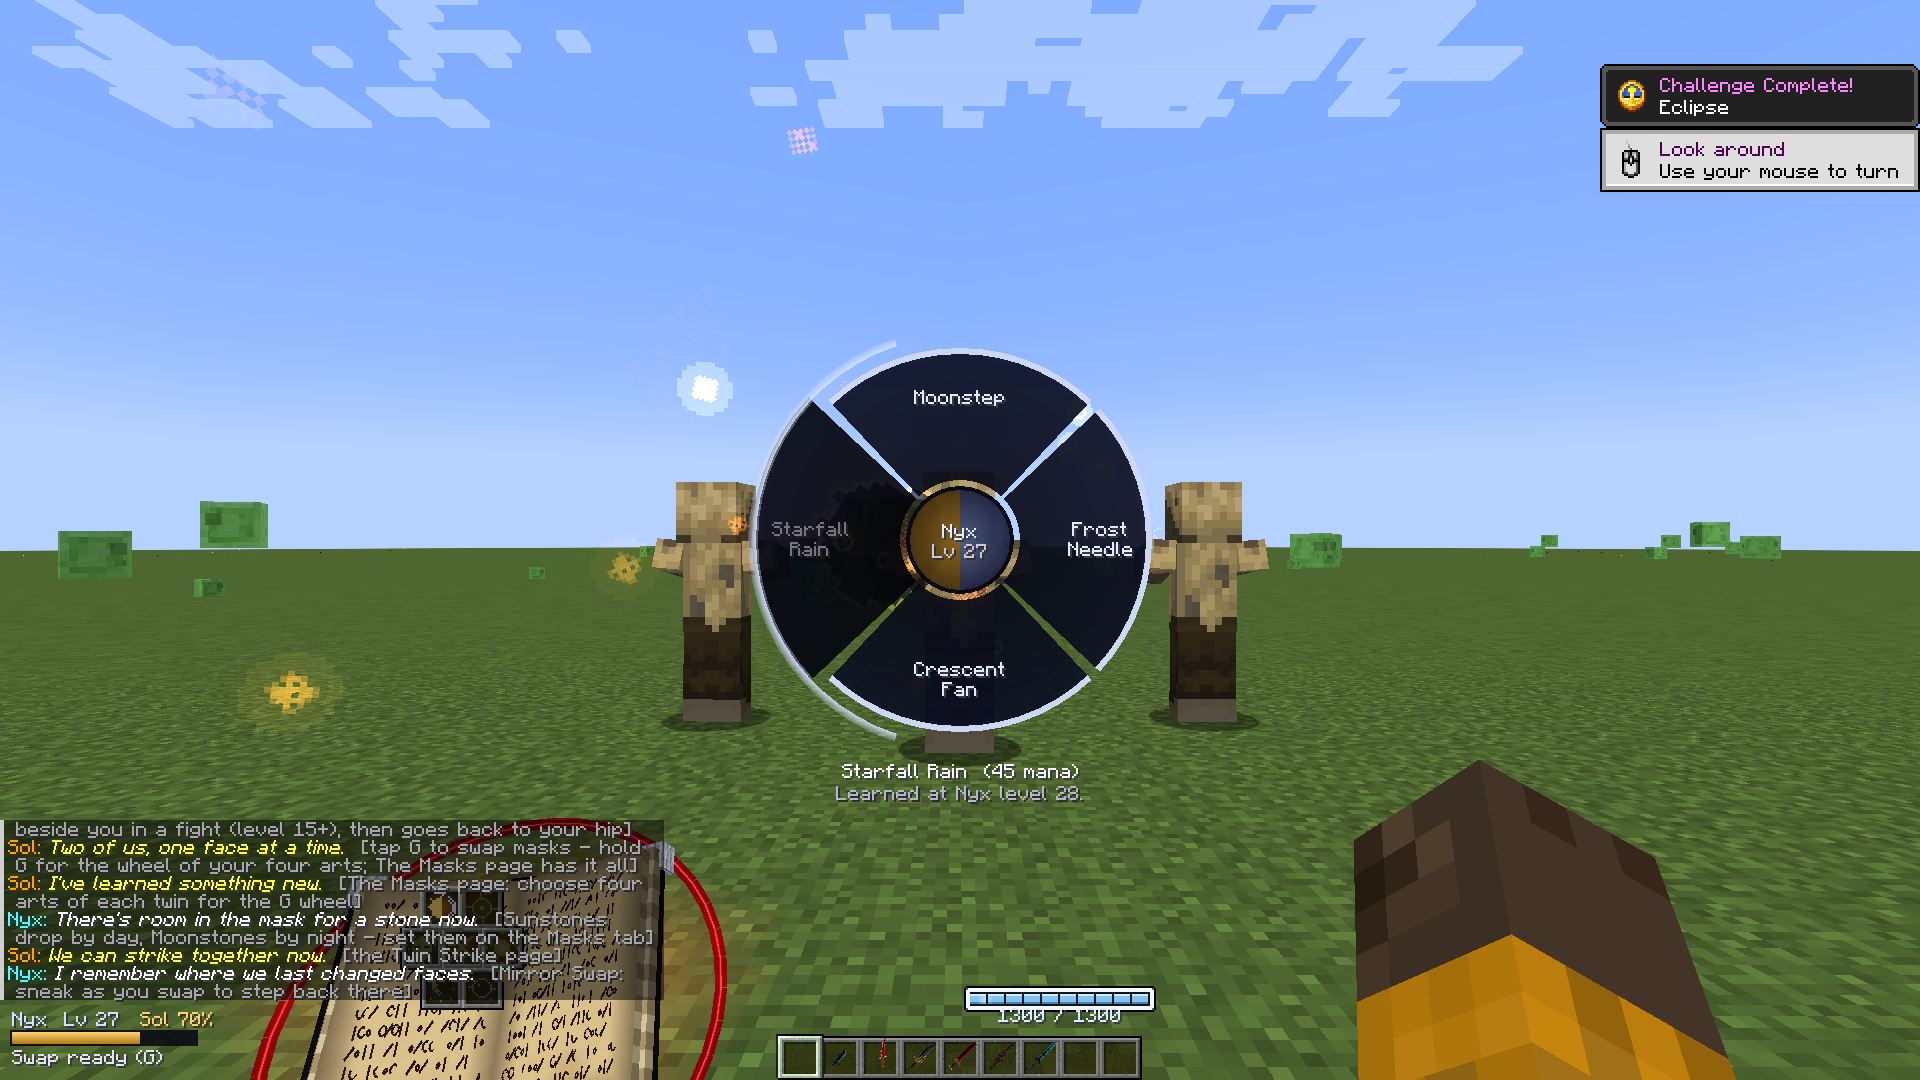 Challenge Complete!
Eclipse
Look around
Use your mouse to turn
Moonstep
Starfall
Rain
Nyx
Lv 27
Frost
Needle
Crescent
Fan
Starfall Rain (45 mana)
Learned at Nyx level 28.
beside you in a fight (level 15+), then goes back to your hip]
Sol: Two of us, one face at a time. [tap G to swap masks – hold
G for the wheel of your four arts; The Masks page has it all]
Sol: I've learned something new. [The Masks page: choose four
arts of each twin for the G wheel]
Nyx: There's room in the mask for a stone now. [Sunstones
drop by day, Moonstones by night – set them on the Masks tab]
Sol: We can strike together now. [the Twin Strike page]
Nyx: I remember where we last changed faces. [Mirror Swap:
sneak as you swap to step back there]
Nyx Lv 27 Sol 70%
Swap ready (G)
1300 / 1300